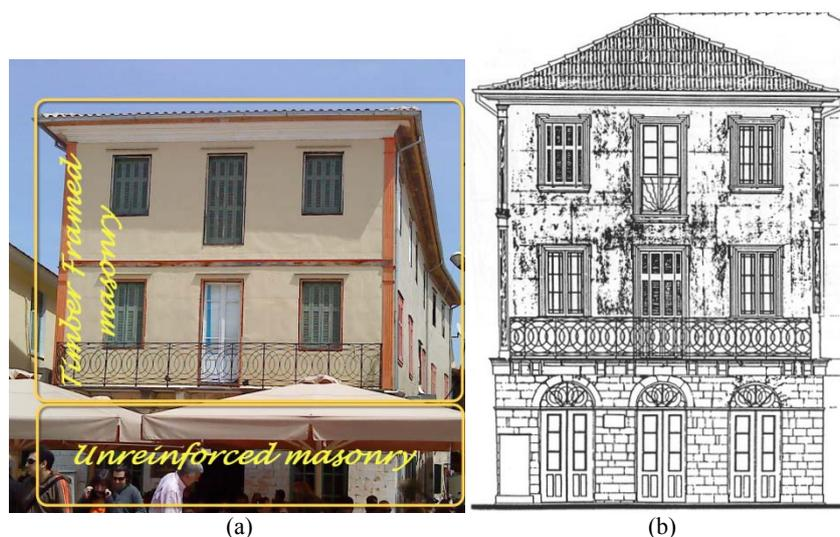 Timber Framed
masonry
Unreinforced masonry
(a)
(b)